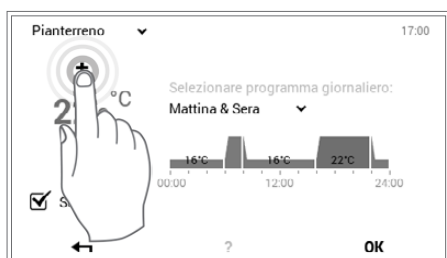 Pianterreno
17:00
+
°C
Selezionare programma giornaliero:
Mattina & Sera
16°C 16°C 22°C
00:00 12:00 24:00
? OK